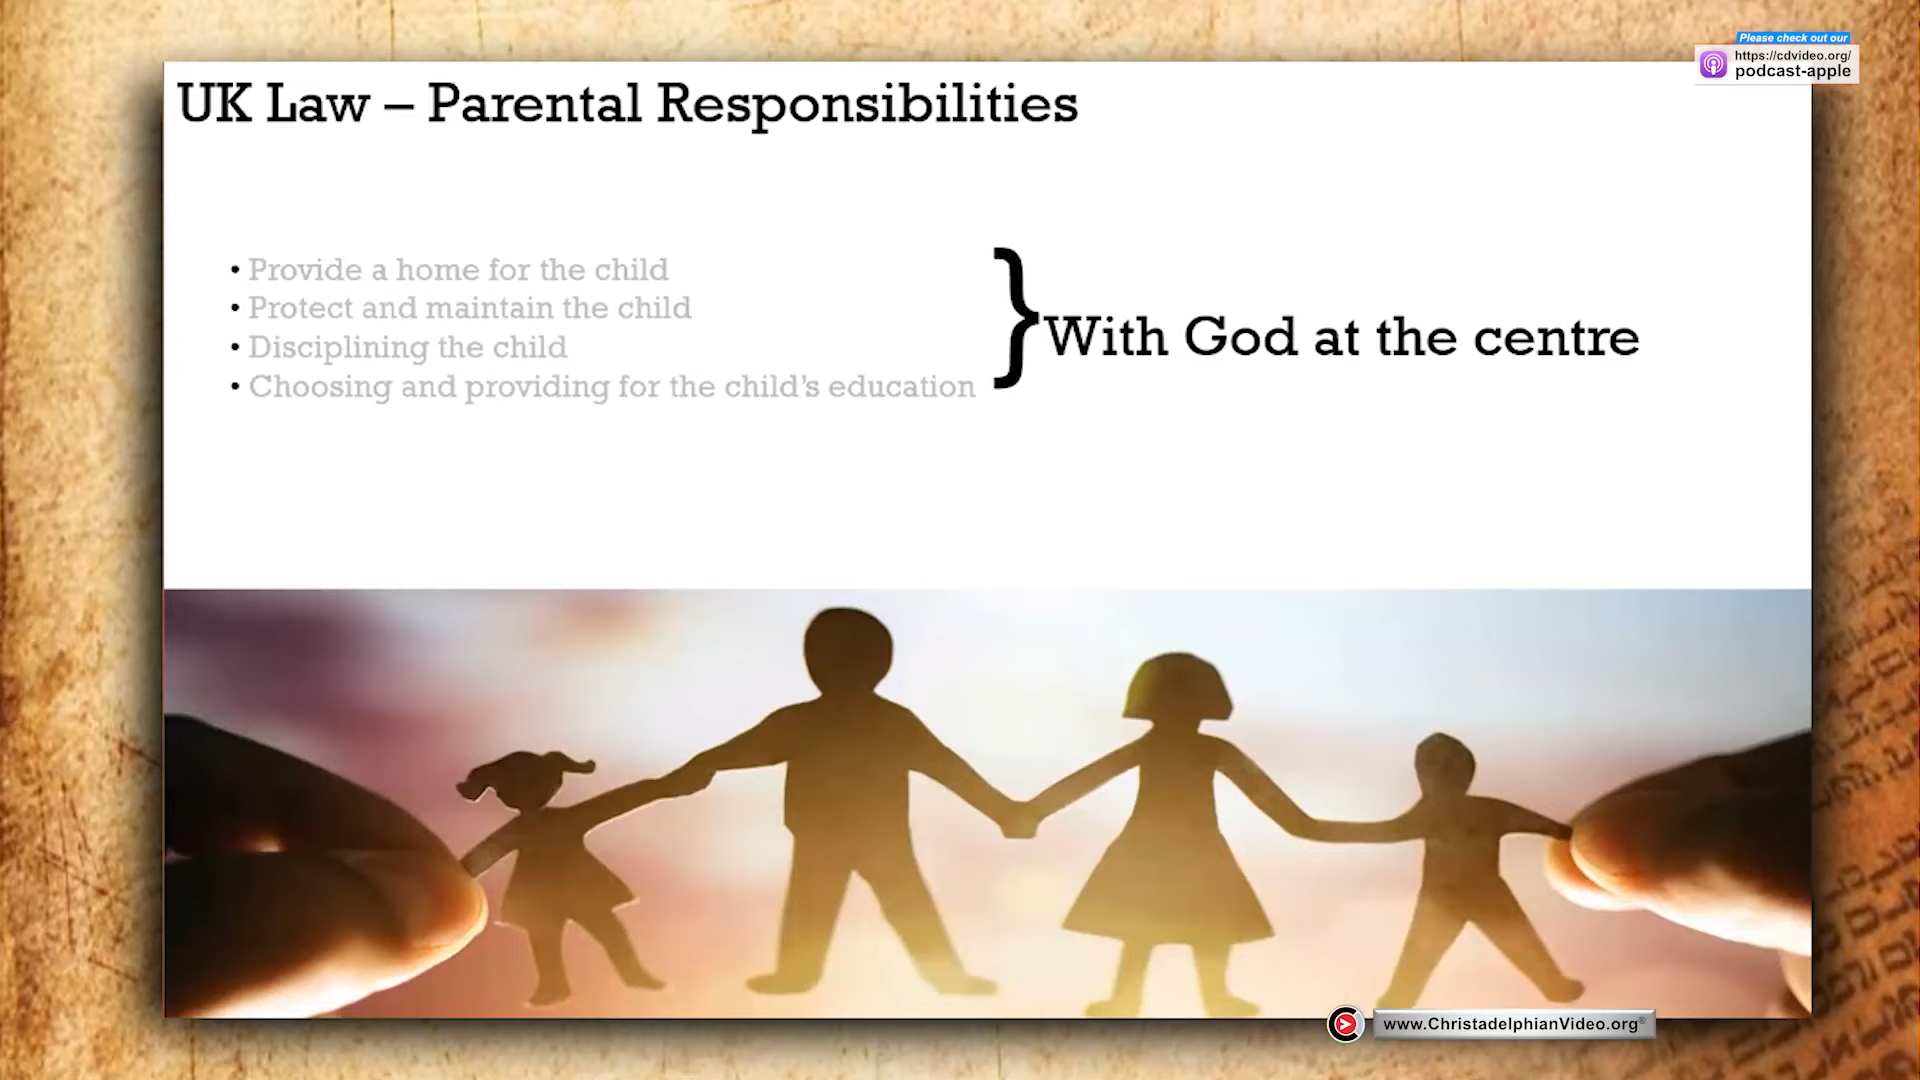 Please check out our
https://cdvideo.org/
podcast-apple
UK Law – Parental Responsibilities
• Provide a home for the child
• Protect and maintain the child
• Disciplining the child
• Choosing and providing for the child's education
} With God at the centre
www.ChristadelphianVideo.org®